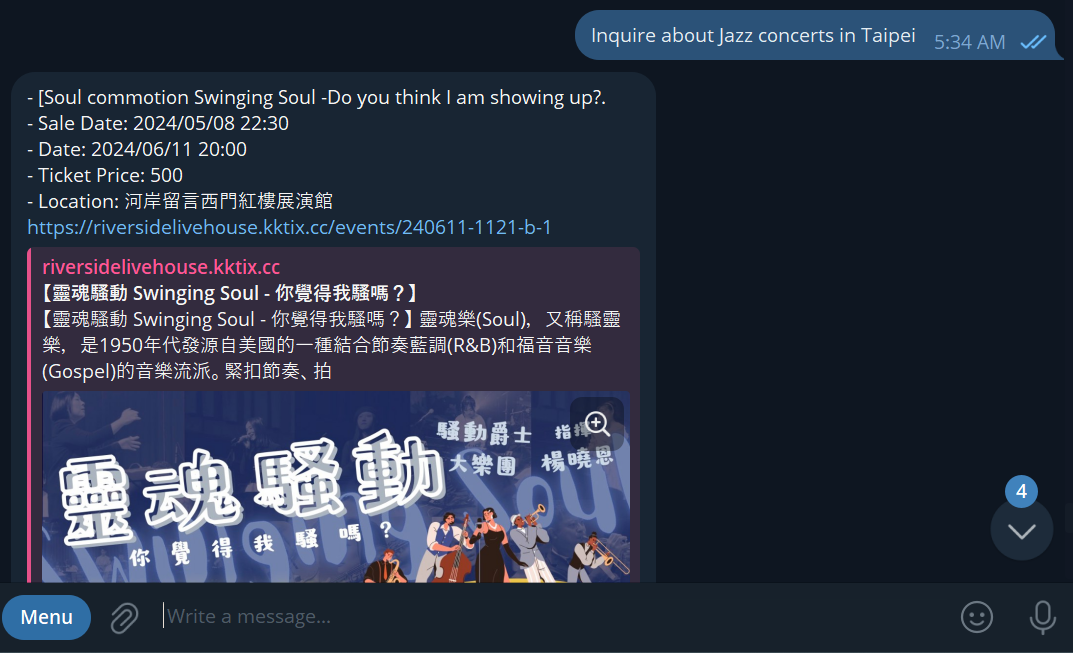 Inquire about Jazz concerts in Taipei 5:34 AM
- [Soul commotion Swinging Soul -Do you think I am showing up?.
- Sale Date: 2024/05/08 22:30
- Date: 2024/06/11 20:00
- Ticket Price: 500
- Location: 河岸留言西門紅樓展演館
https://riversidelivehouse.kktix.cc/events/240611-1121-b-1
riversidelivehouse.kktix.cc
【靈魂騷動 Swinging Soul - 你覺得我騷嗎？】
【靈魂騷動 Swinging Soul - 你覺得我騷嗎？】 靈魂樂(Soul)，又稱騷靈
樂，是1950年代發源自美國的一種結合節奏藍調(R&B)和福音音樂
(Gospel)的音樂流派。緊扣節奏、拍
騷動爵士 指揮
大樂團 楊曉恩
靈魂騷動
Swinging Soul
你覺得我騷嗎?
4
Menu
Write a message...